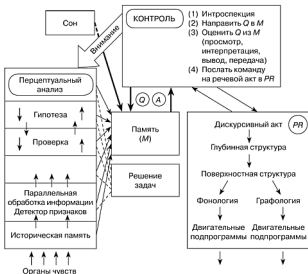 Сон
Внимание
КОНТРОЛЬ
(1) Интроспекция
(2) Направить Q в M
(3) Оценить Q из M
(просмотр,
интерпретация,
вывод, передача)
(4) Послать команду
на речевой акт в PR
Перцептуальный
анализ
Гипотеза
Проверка
Параллельная
обработка информации
Детектор признаков
Историческая память
Органы чувств
Q
A
Память
(M)
Решение
задач
Дискурсивный акт
PR
Глубинная структура
Поверхностная структура
Фонология
Графология
Двигательные
подпрограммы
Двигательные
подпрограммы